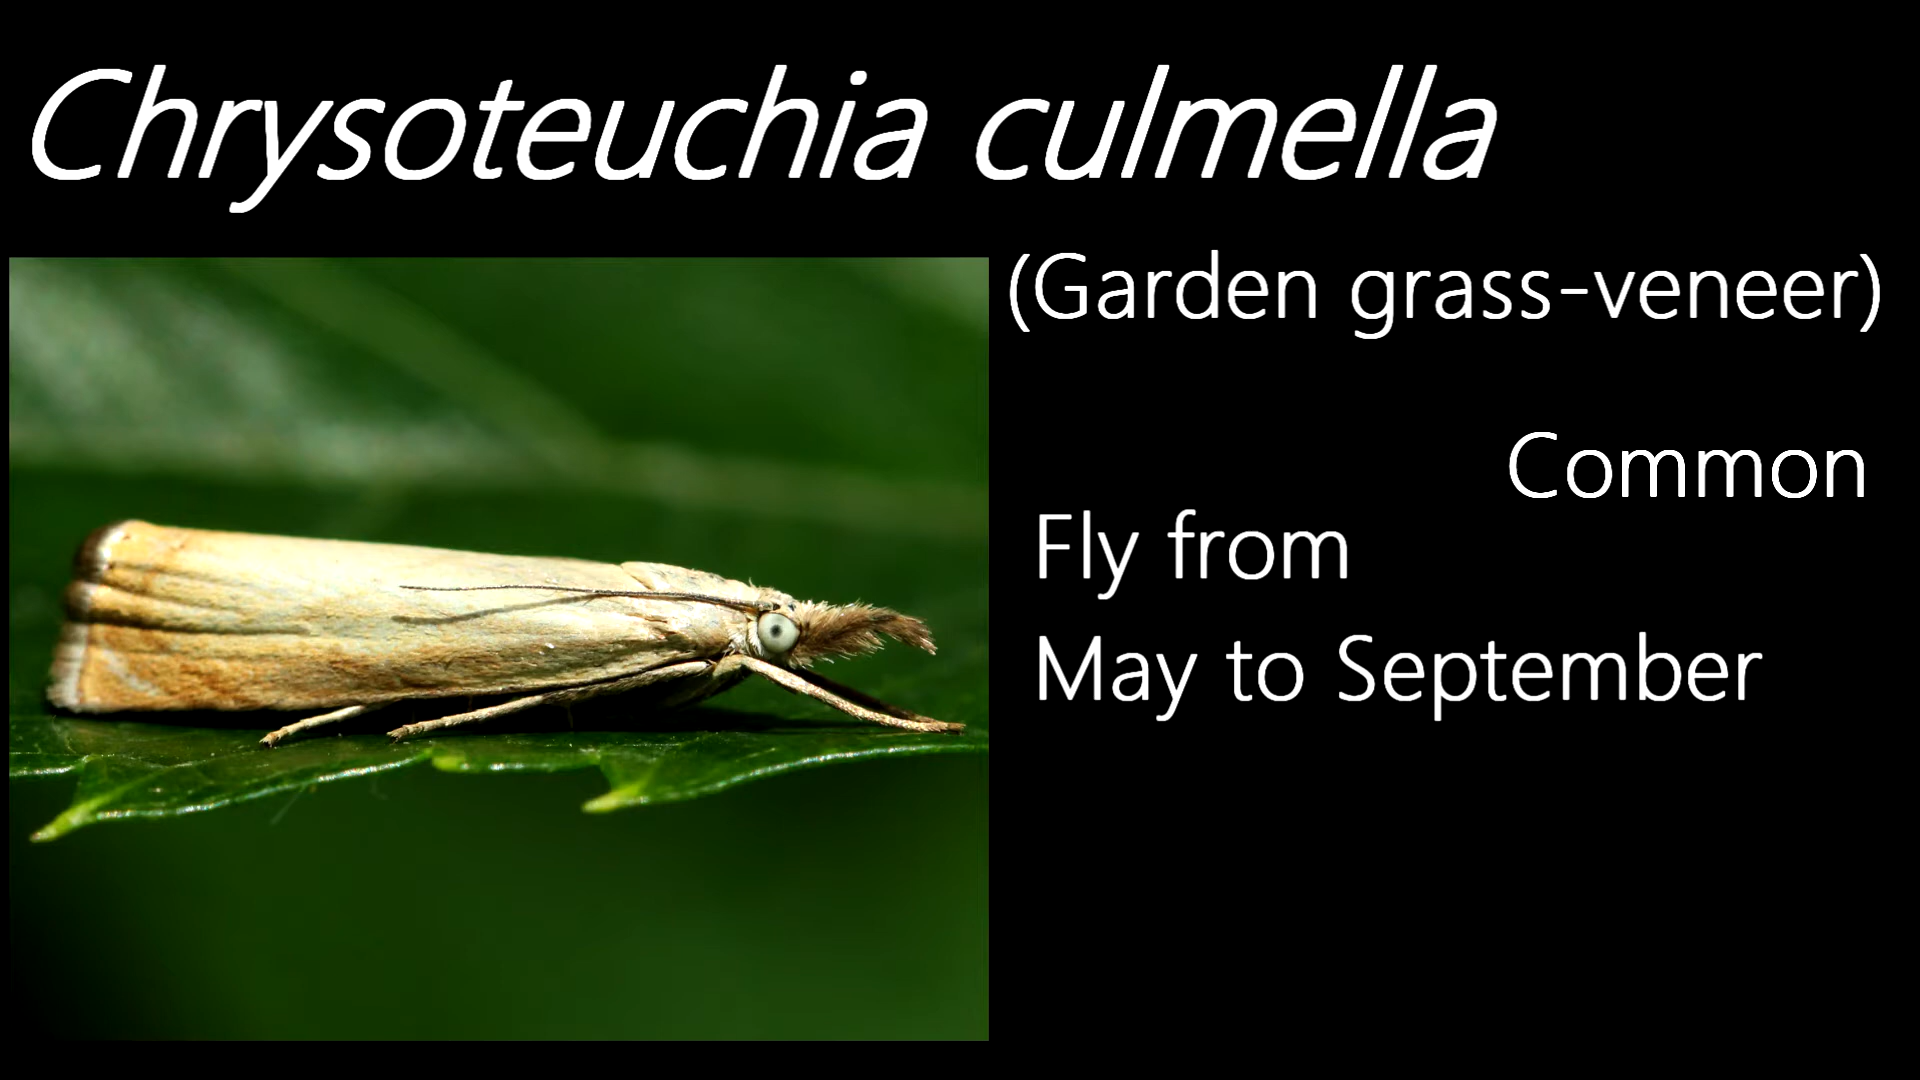 Chrysoteuchia culmella
(Garden grass-veneer)
Common
Fly from
May to September